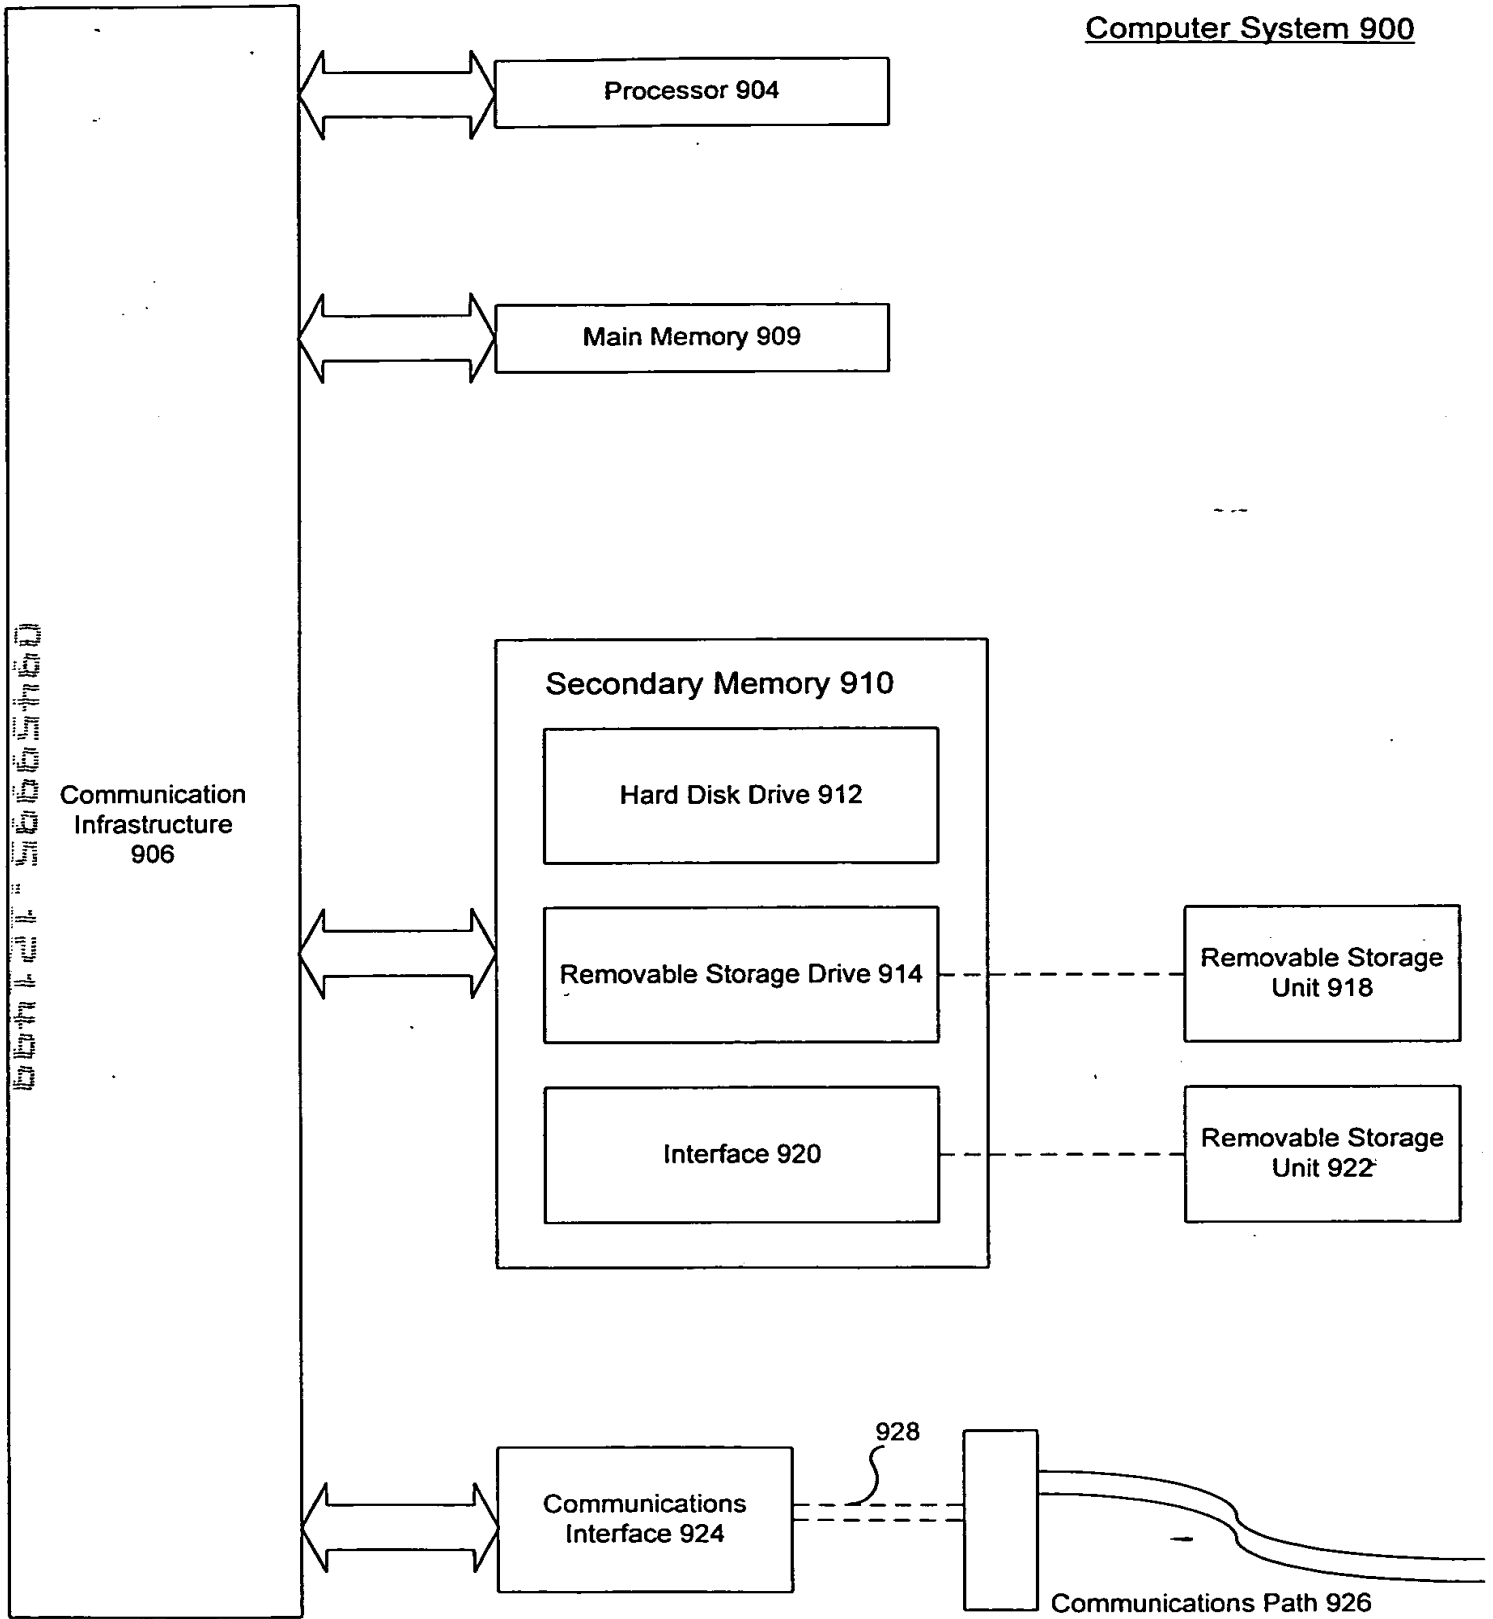 Computer System 900
Processor 904
Main Memory 909
Secondary Memory 910
Hard Disk Drive 912
Communication
Infrastructure
906
Removable Storage Drive 914
Removable Storage
Unit 918
Interface 920
Removable Storage
Unit 922
928
Communications
Interface 924
Communications Path 926